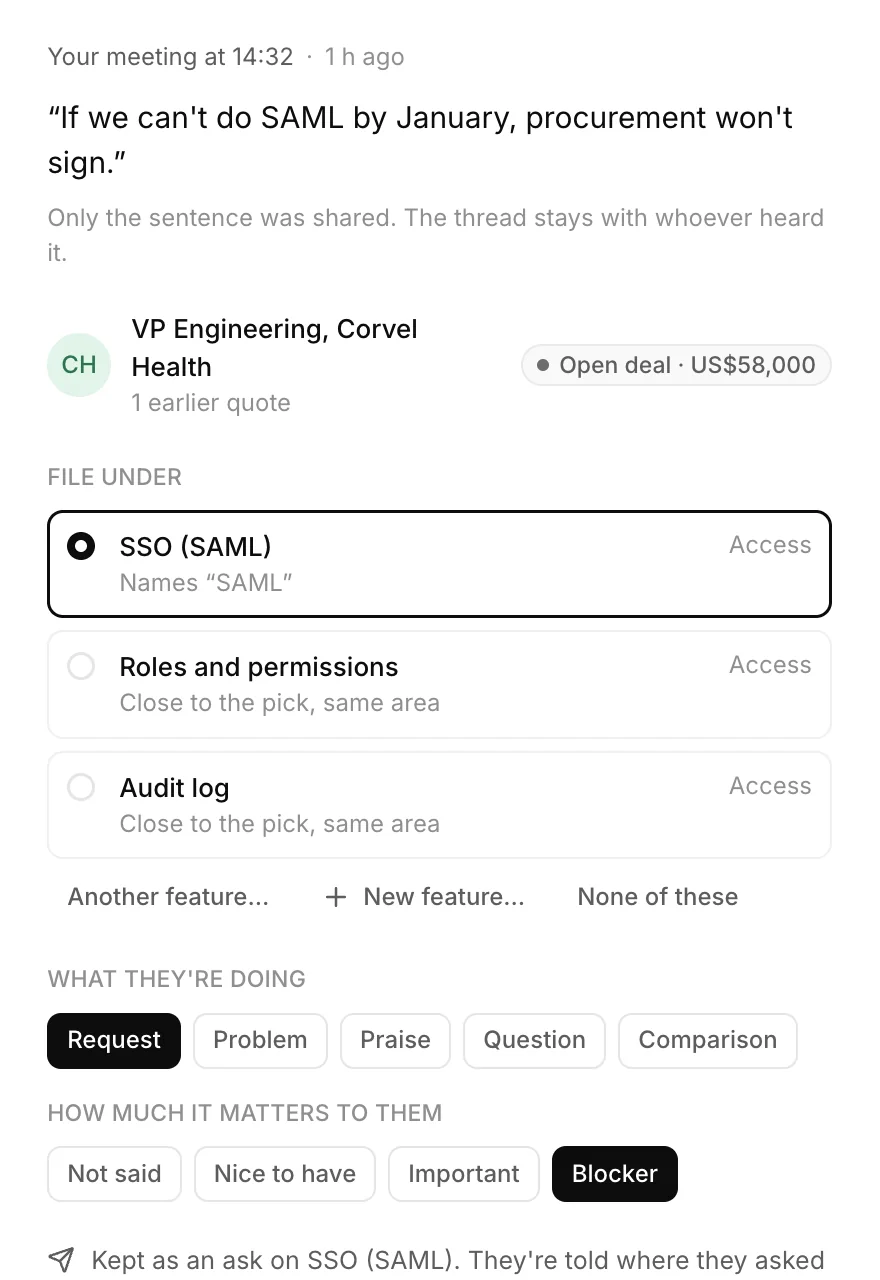 Your meeting at 14:32 · 1 h ago
“If we can't do SAML by January, procurement won't
sign.”
Only the sentence was shared. The thread stays with whoever heard
it.
CH
VP Engineering, Corvel
Health
1 earlier quote
Open deal · US$58,000
FILE UNDER
SSO (SAML)
Access
Names “SAML”
Roles and permissions
Access
Close to the pick, same area
Audit log
Access
Close to the pick, same area
Another feature...
New feature...
None of these
WHAT THEY'RE DOING
Request
Problem
Praise
Question
Comparison
HOW MUCH IT MATTERS TO THEM
Not said
Nice to have
Important
Blocker
Kept as an ask on SSO (SAML). They're told where they asked